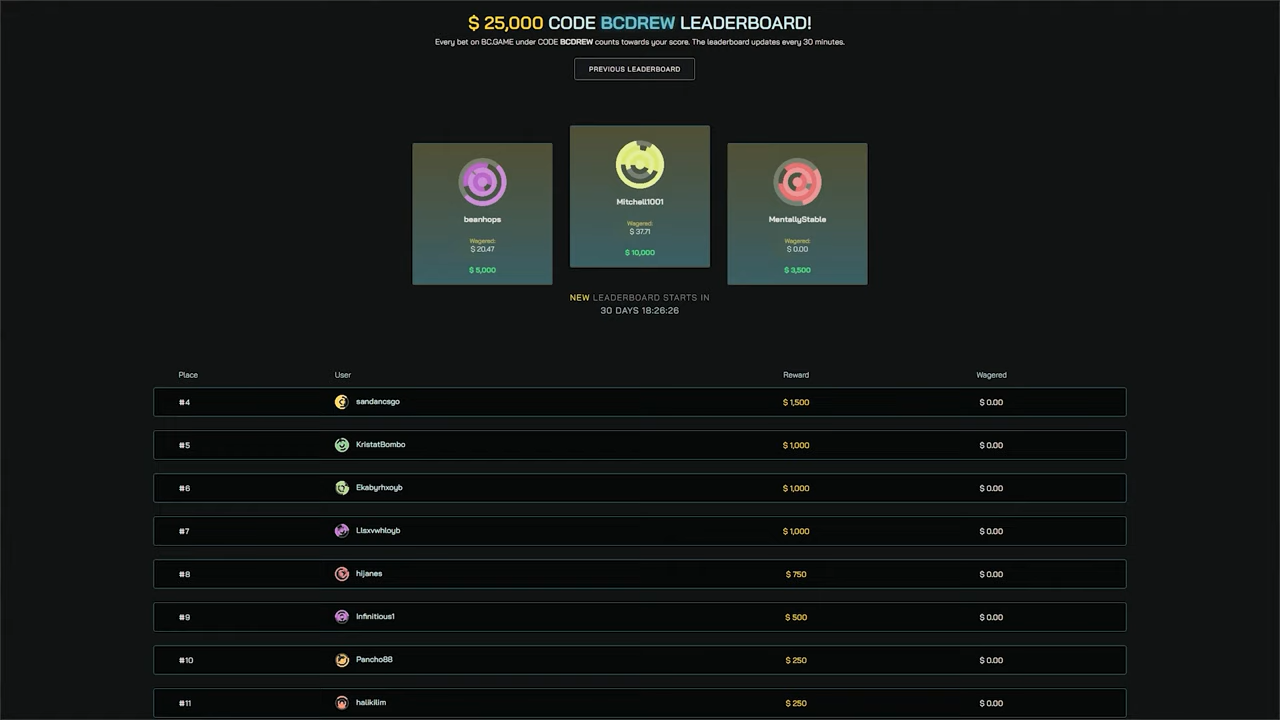 $ 25,000 CODE BCDREW LEADERBOARD!
Every bet on BC.GAME under CODE BCDREW counts towards your score. The leaderboard updates every 30 minutes.
PREVIOUS LEADERBOARD
beanhops
Wagered:
$ 20.47
$ 5,000
Mitchell1001
Wagered:
$ 37.71
$ 10,000
MentallyStable
Wagered:
$ 0.00
$ 3,500
NEW LEADERBOARD STARTS IN
30 DAYS 18:26:26
Place User Reward Wagered
#4 sandancsgo $ 1,500 $ 0.00
#5 KristatBombo $ 1,000 $ 0.00
#6 Ekabyrhxoyb $ 1,000 $ 0.00
#7 Llsxvwhloyb $ 1,000 $ 0.00
#8 hijanes $ 750 $ 0.00
#9 Infinitious1 $ 500 $ 0.00
#10 Pancho88 $ 250 $ 0.00
#11 halikilim $ 250 $ 0.00